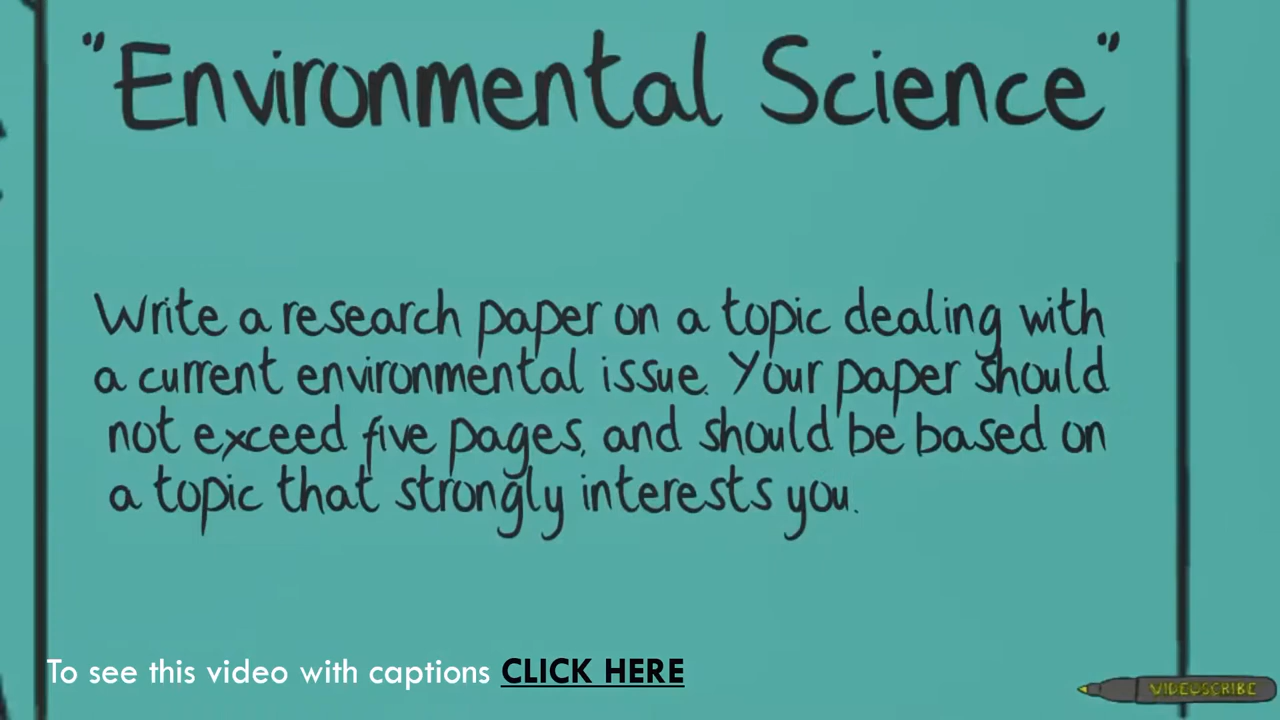 "Environmental Science"
Write a research paper on a topic dealing with
a current environmental issue. Your paper should
not exceed five pages, and should be based on
a topic that strongly interests you.
To see this video with captions CLICK HERE
VIDEOSCRIBE